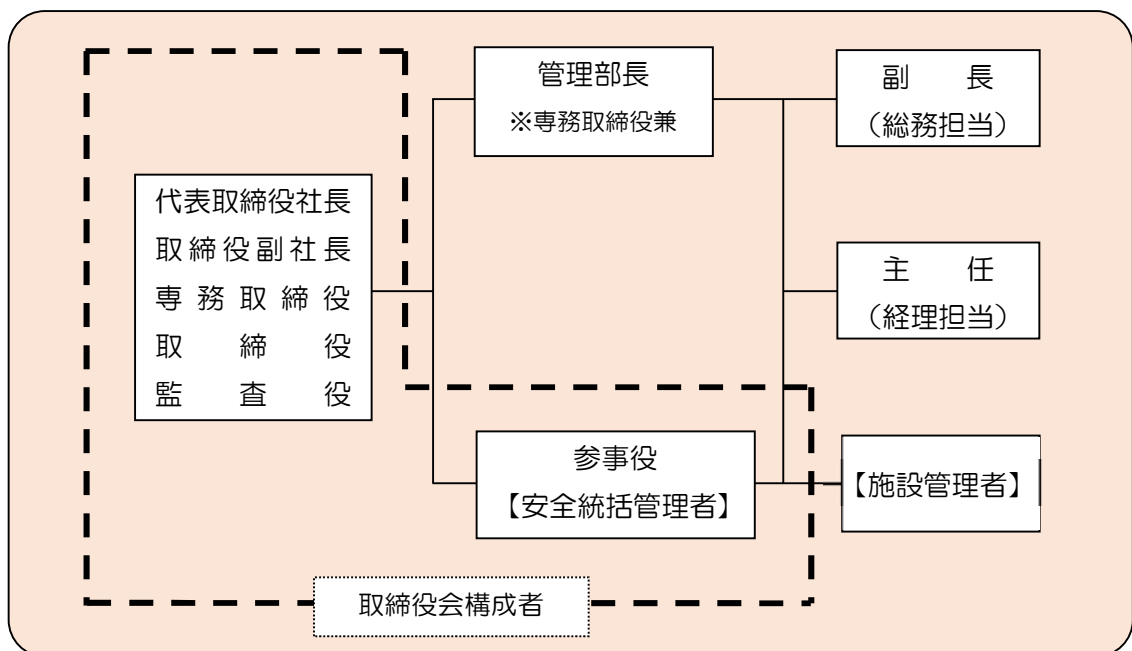 代表取締役社長
取締役副社長
専務取締役
取締役
監査役
管理部長
※専務取締役兼
参事役
【安全統括管理者】
副　長
（総務担当）
主　任
（経理担当）
【施設管理者】
取締役会構成者